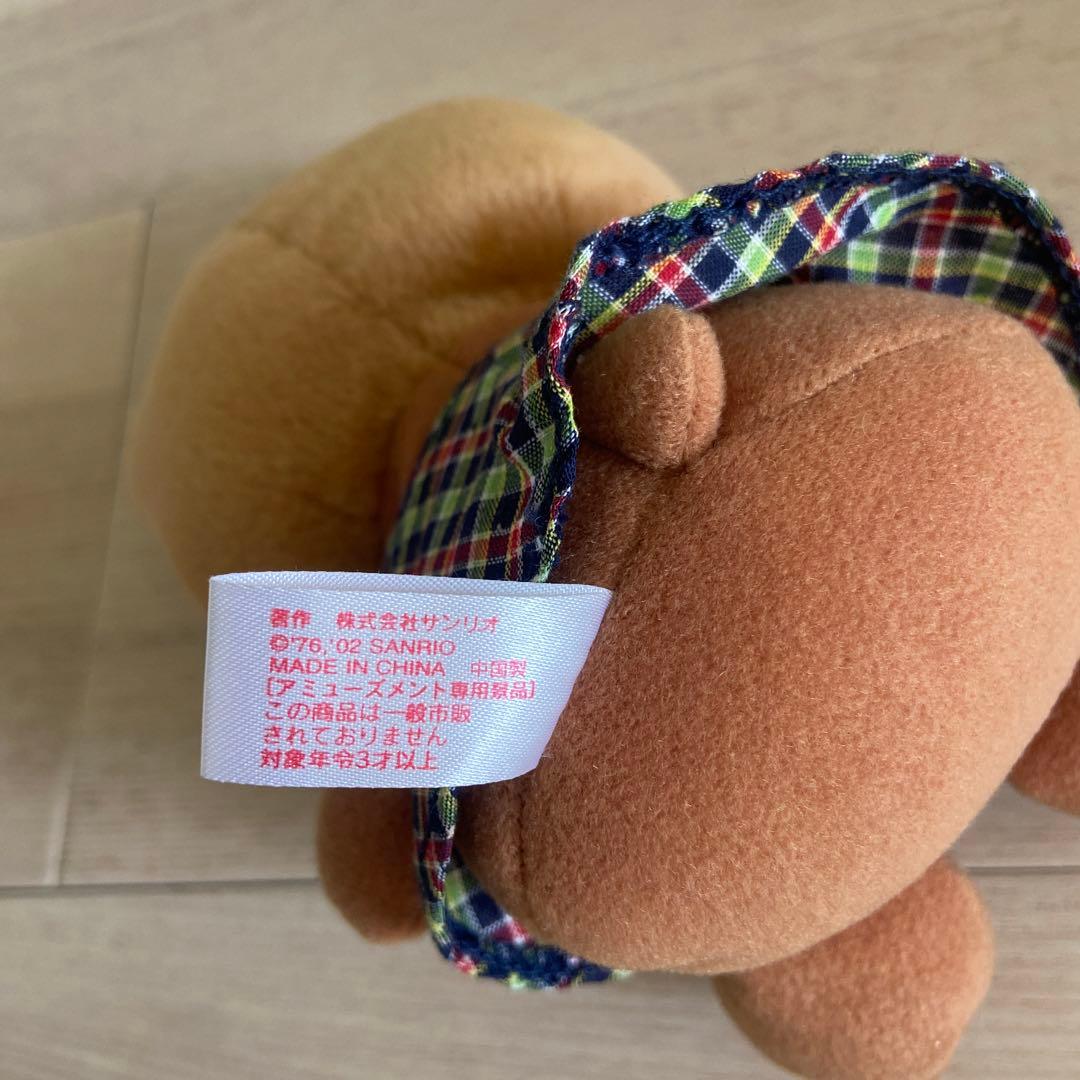 著作 株式会社サンリオ
©'76,'02 SANRIO
MADE IN CHINA 中国製
[アミューズメント専用景品]
この商品は一般市販
されておりません
対象年令3才以上